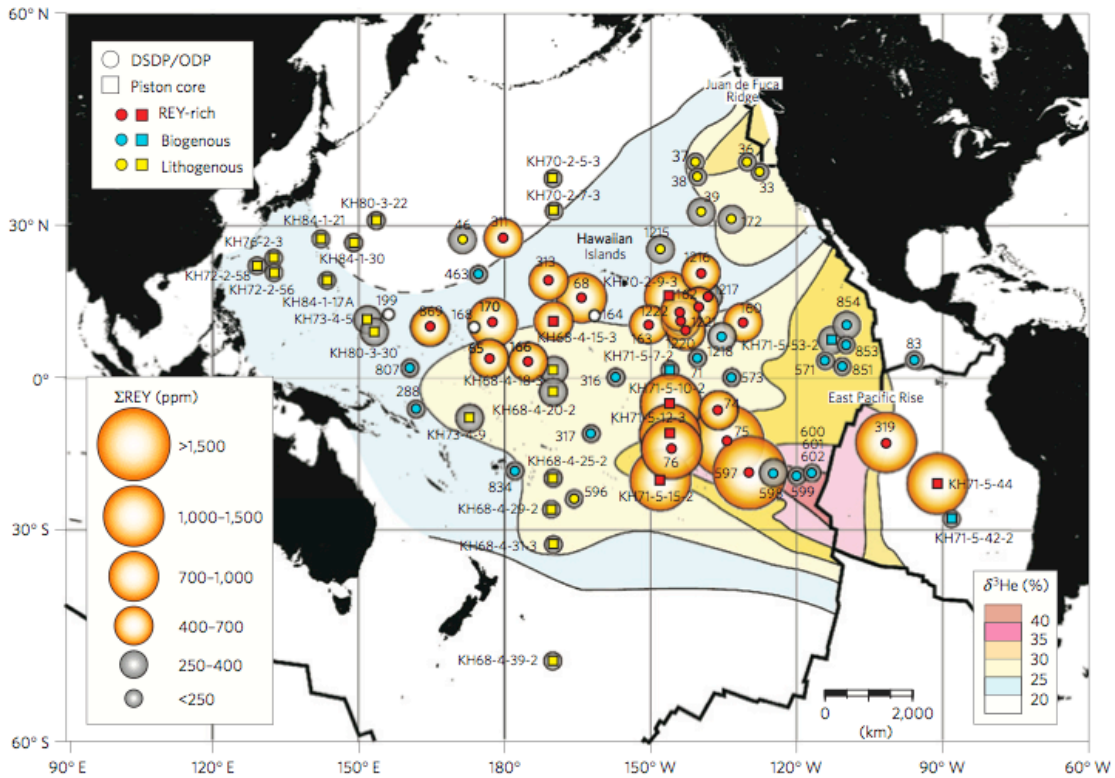 60° N
30° N
0°
30° S
60° S
90° E
120° E
150° E
180°
150° W
120° W
90° W
60° W
DSDP/ODP
Piston core
REY-rich
Biogenous
Lithogenous
Juan de Fuca
Ridge
37
36
38
33
39
172
KH70-2-5-3
KH70-2-7-3
KH80-3-22
KH84-1-21
KH76-2-3
KH84-1-30
KH72-2-58
KH72-2-56
KH84-1-17A
46
311
463
1215
Hawaiian
Islands
313
68
KH70-2-9-3
1216
162
1217
199
KH73-4-5
869
168
170
164
1222
163
KH68-4-15-3
1220
1218
160
KH71-5-53-2
854
853
851
571
83
KH80-3-30
807
85
166
KH68-4-18-3
KH71-5-7-2
71
316
573
288
KH68-4-20-2
KH71-5-10-2
74
East Pacific Rise
KH73-4-9
317
KH71-5-12-3
75
76
600
601
602
319
834
KH68-4-25-2
596
597
598
599
KH71-5-15-2
KH71-5-44
KH68-4-29-2
KH71-5-42-2
KH68-4-31-3
KH68-4-39-2
ΣREY (ppm)
>1,500
1,000–1,500
700–1,000
400–700
250–400
<250
δ³He (%)
40
35
30
25
20
0 2,000
(km)